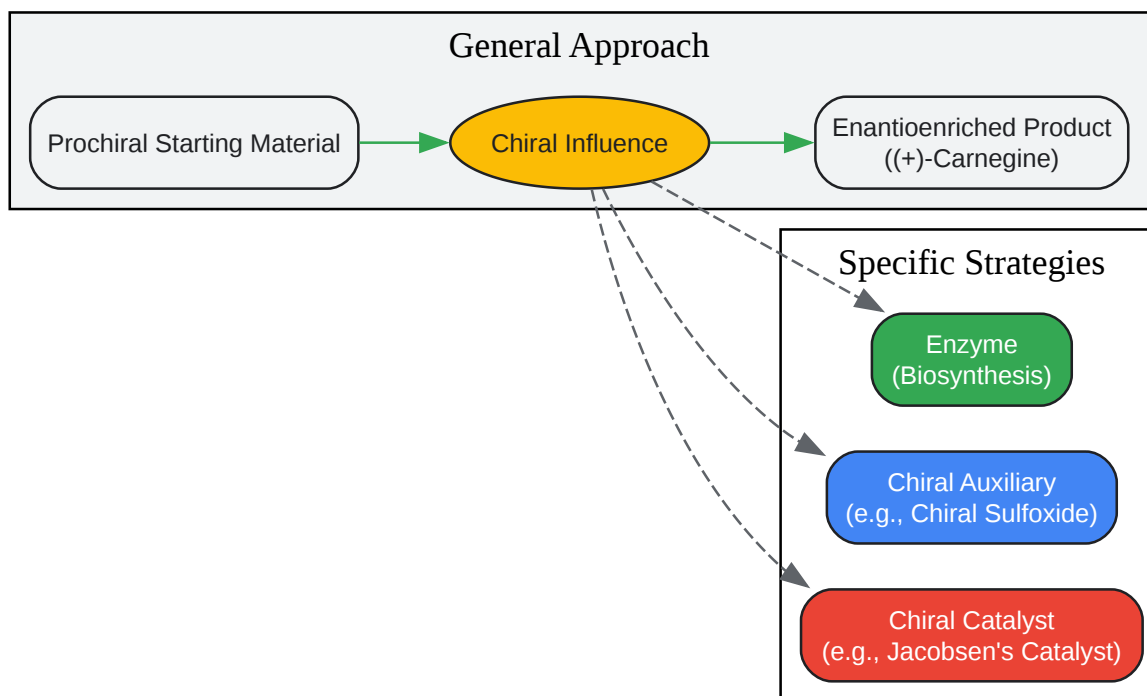 General Approach
Prochiral Starting Material
Chiral Influence
Enantioenriched Product
((+)-Carnegine)
Specific Strategies
Enzyme
(Biosynthesis)
Chiral Auxiliary
(e.g., Chiral Sulfoxide)
Chiral Catalyst
(e.g., Jacobsen's Catalyst)